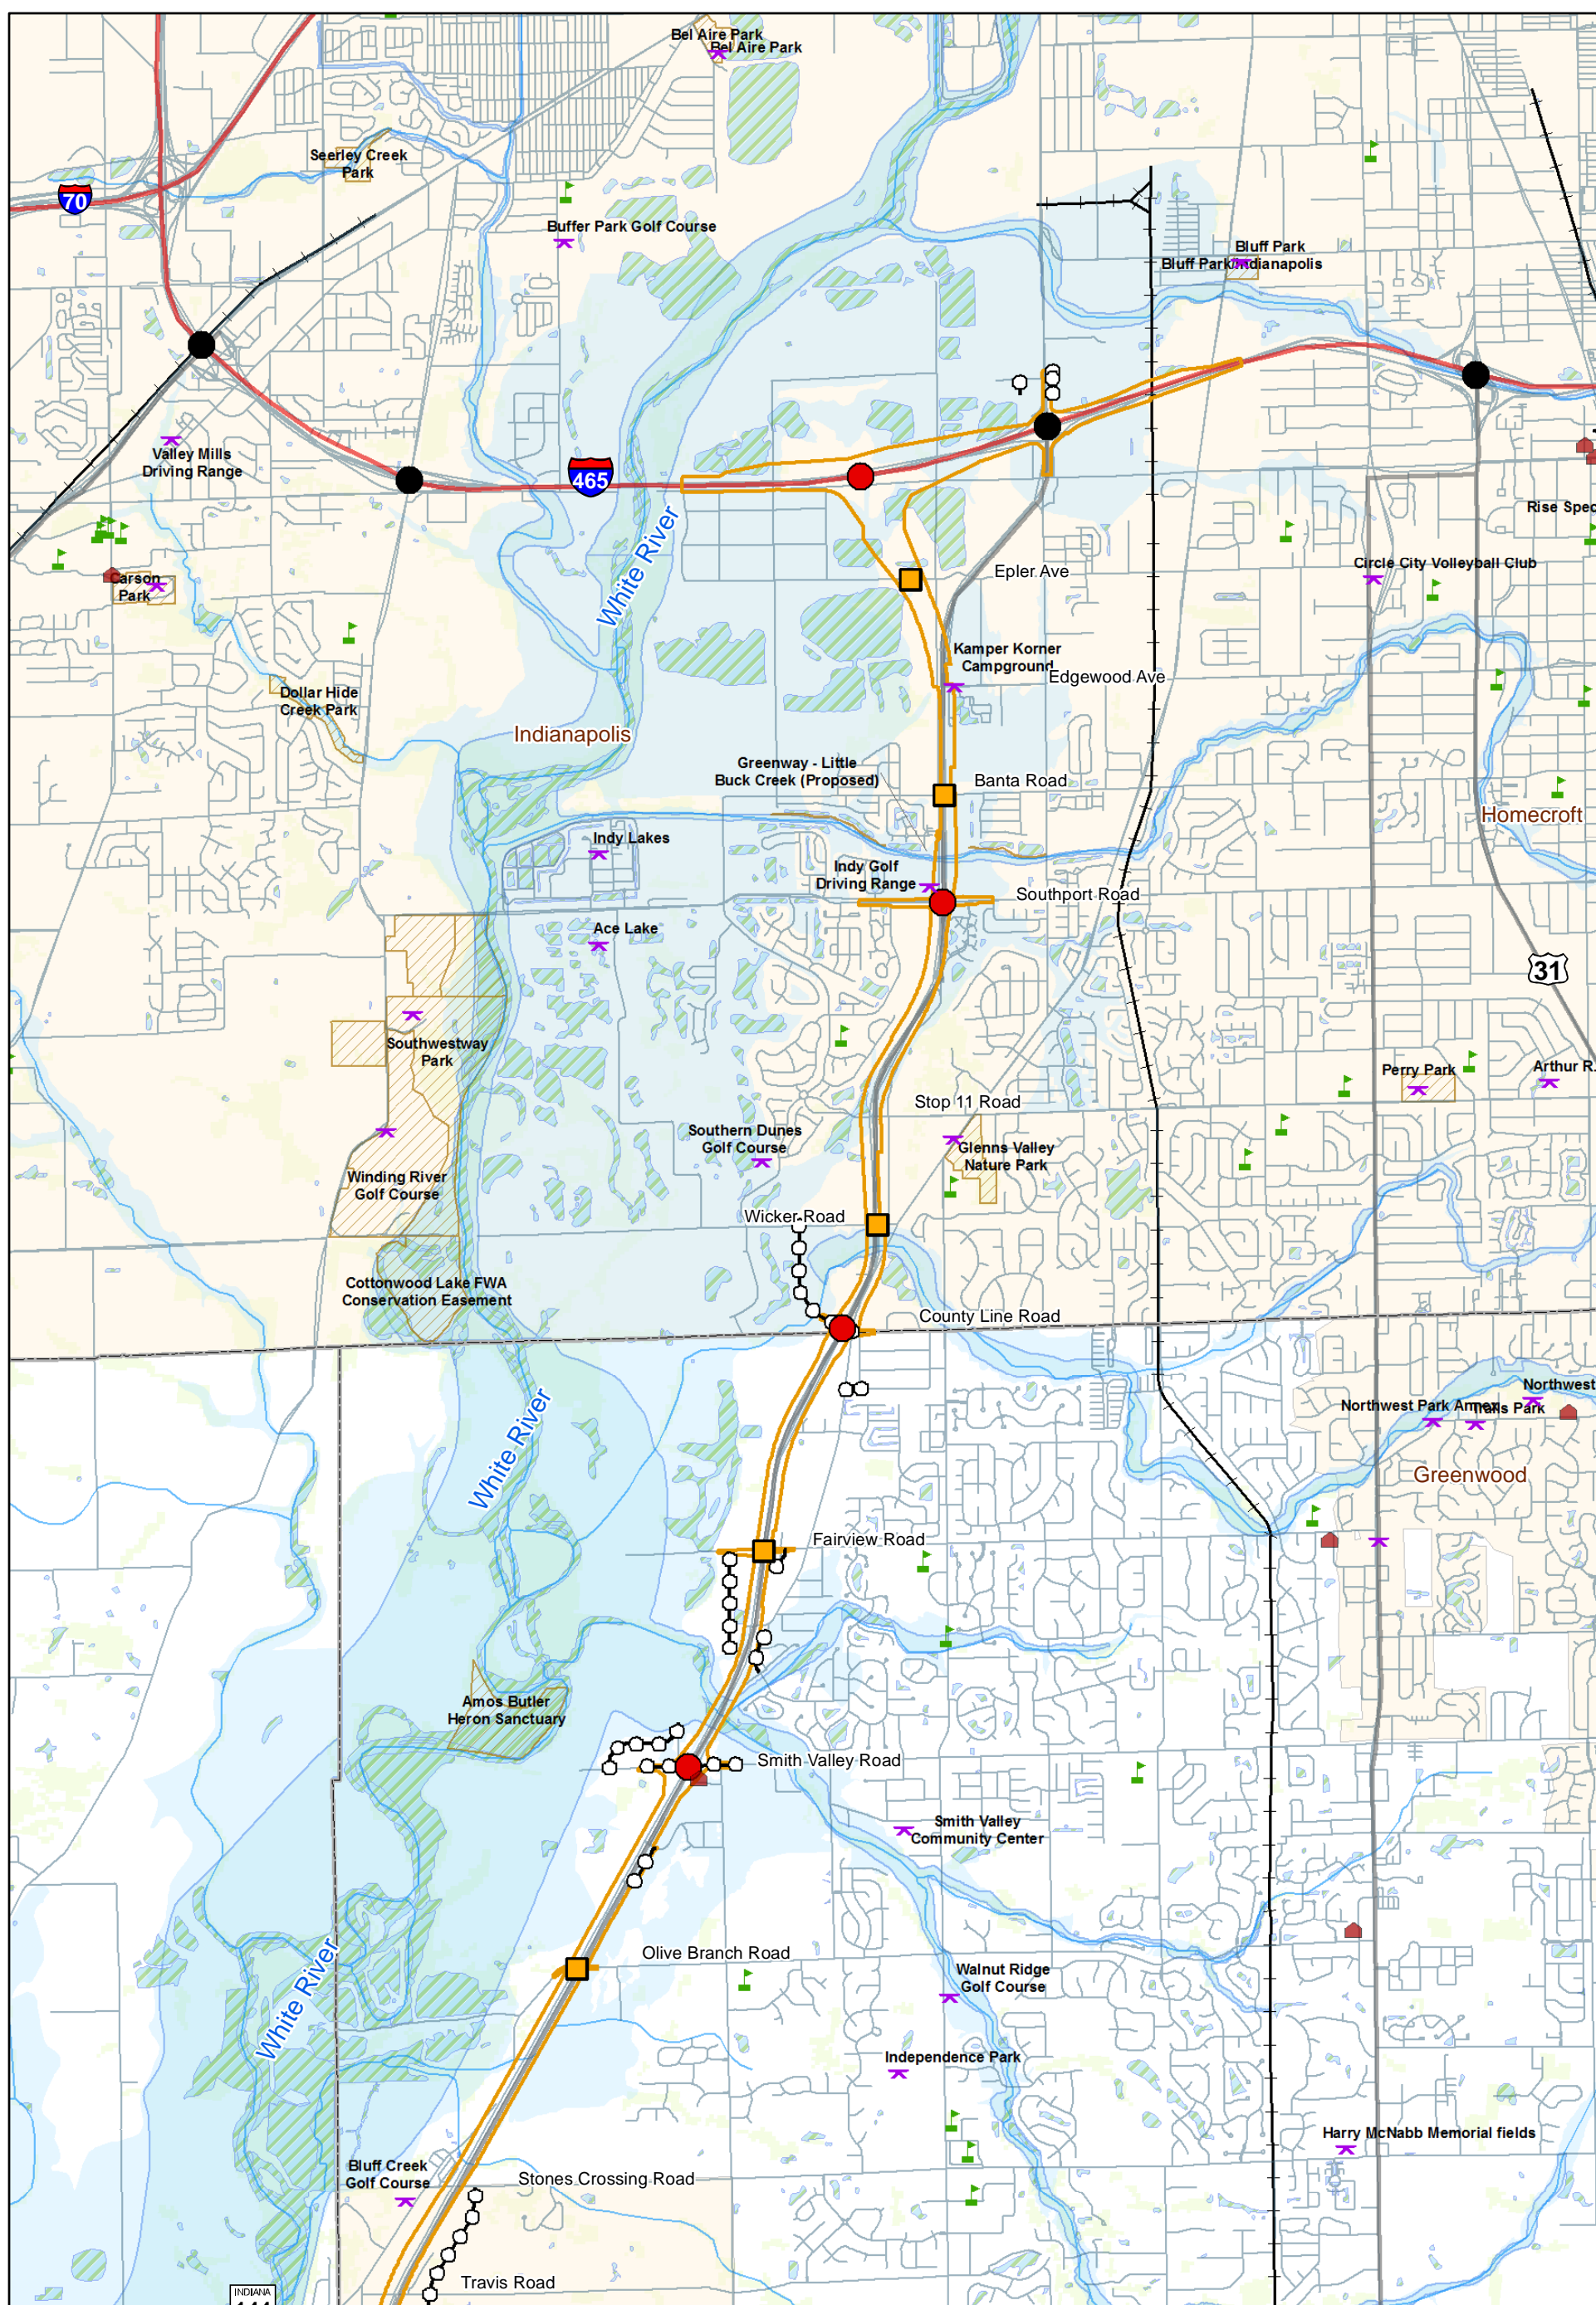 Bel Aire Park
Bel Aire Park
Seerley Creek
Park
70
Buffer Park Golf Course
Bluff Park
Bluff Park/Indianapolis
Valley Mills
Driving Range
465
White River
Rise Spec
Epler Ave
Circle City Volleyball Club
Carson
Park
Kamper Korner
Campground
Edgewood Ave
Dollar Hide
Creek Park
Indianapolis
Greenway - Little
Buck Creek (Proposed)
Banta Road
Homecroft
Indy Lakes
Indy Golf
Driving Range
Southport Road
Ace Lake
31
Southwestway
Park
Perry Park
Arthur R.
Stop 11 Road
Southern Dunes
Golf Course
Glenns Valley
Nature Park
Winding River
Golf Course
Wicker Road
Cottonwood Lake FWA
Conservation Easement
County Line Road
White River
Northwest
Northwest Park Annex
Trails Park
Greenwood
Fairview Road
Amos Butler
Heron Sanctuary
Smith Valley Road
Smith Valley
Community Center
Olive Branch Road
White River
Walnut Ridge
Golf Course
Independence Park
Harry McNabb Memorial fields
Bluff Creek
Golf Course
Stones Crossing Road
Travis Road
INDIANA